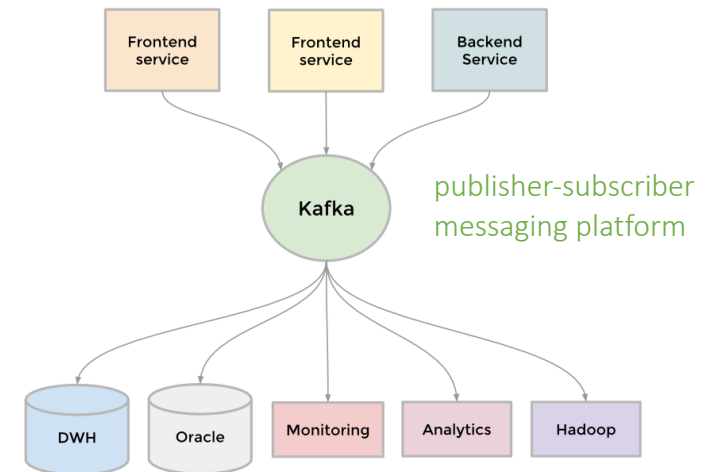 Frontend
service
Frontend
service
Backend
Service
Kafka
publisher-subscriber
messaging platform
DWH
Oracle
Monitoring
Analytics
Hadoop